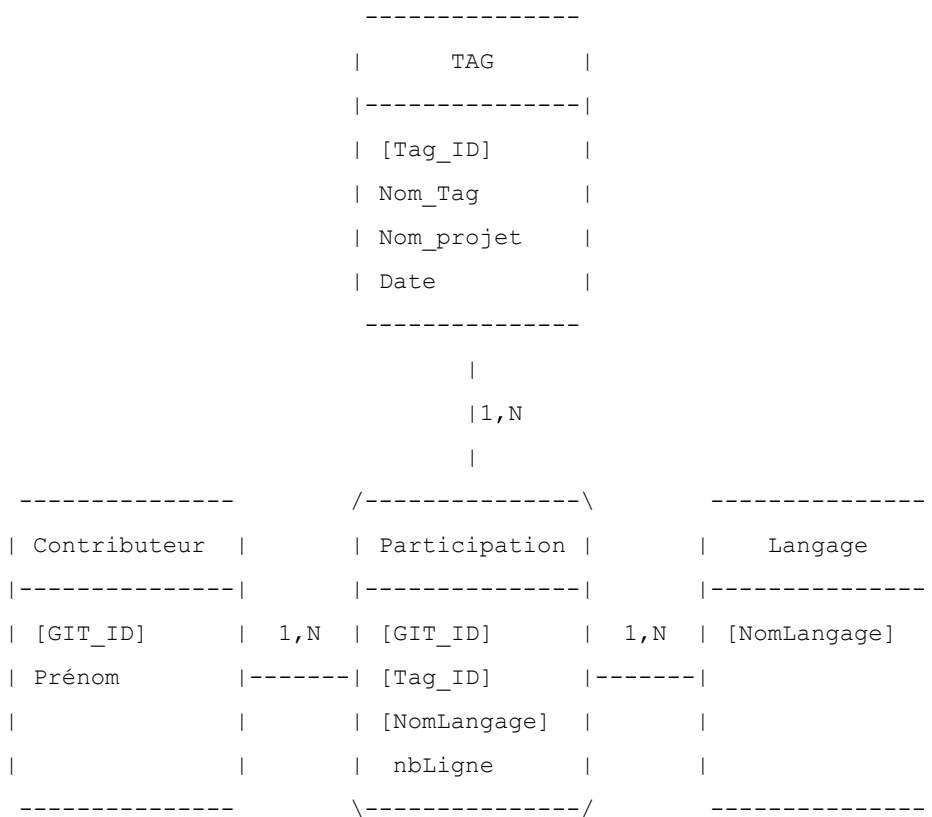 ---------------
|      TAG      |
|---------------|
| [Tag_ID]      |
| Nom_Tag       |
| Nom_projet    |
| Date          |
---------------
|
|1,N
|
---------------        /---------------\        ---------------
| Contributeur  |       | Participation |       |    Langage
|---------------|       |---------------|       |---------------
| [GIT_ID]      |  1,N  | [GIT_ID]      |  1,N  | [NomLangage]
| Prénom        |-------| [Tag_ID]      |-------|
|               |       | [NomLangage]  |       |
|               |       |  nbLigne      |       |
---------------        \---------------/        ---------------